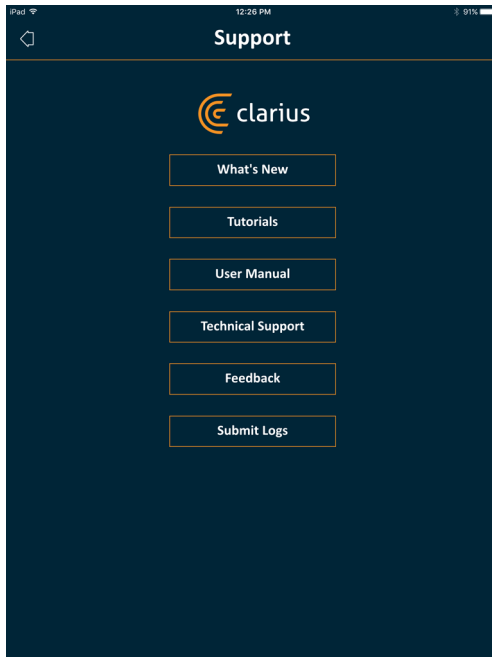 iPad 12:26 PM 91%
Support
clarius
What's New
Tutorials
User Manual
Technical Support
Feedback
Submit Logs